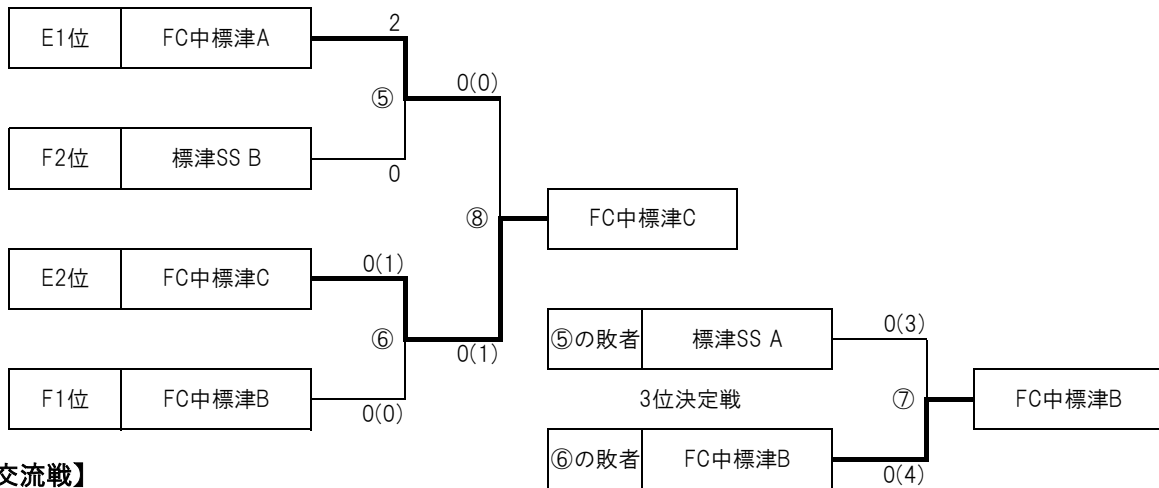 E1位 FC中標津A 2
⑤ 0(0)
F2位 標津SS B 0
⑧ FC中標津C
E2位 FC中標津C 0(1)
⑥ 0(1)
F1位 FC中標津B 0(0)
⑤の敗者 標津SS A 0(3)
3位決定戦 ⑦ FC中標津B
⑥の敗者 FC中標津B 0(4)
交流戦】